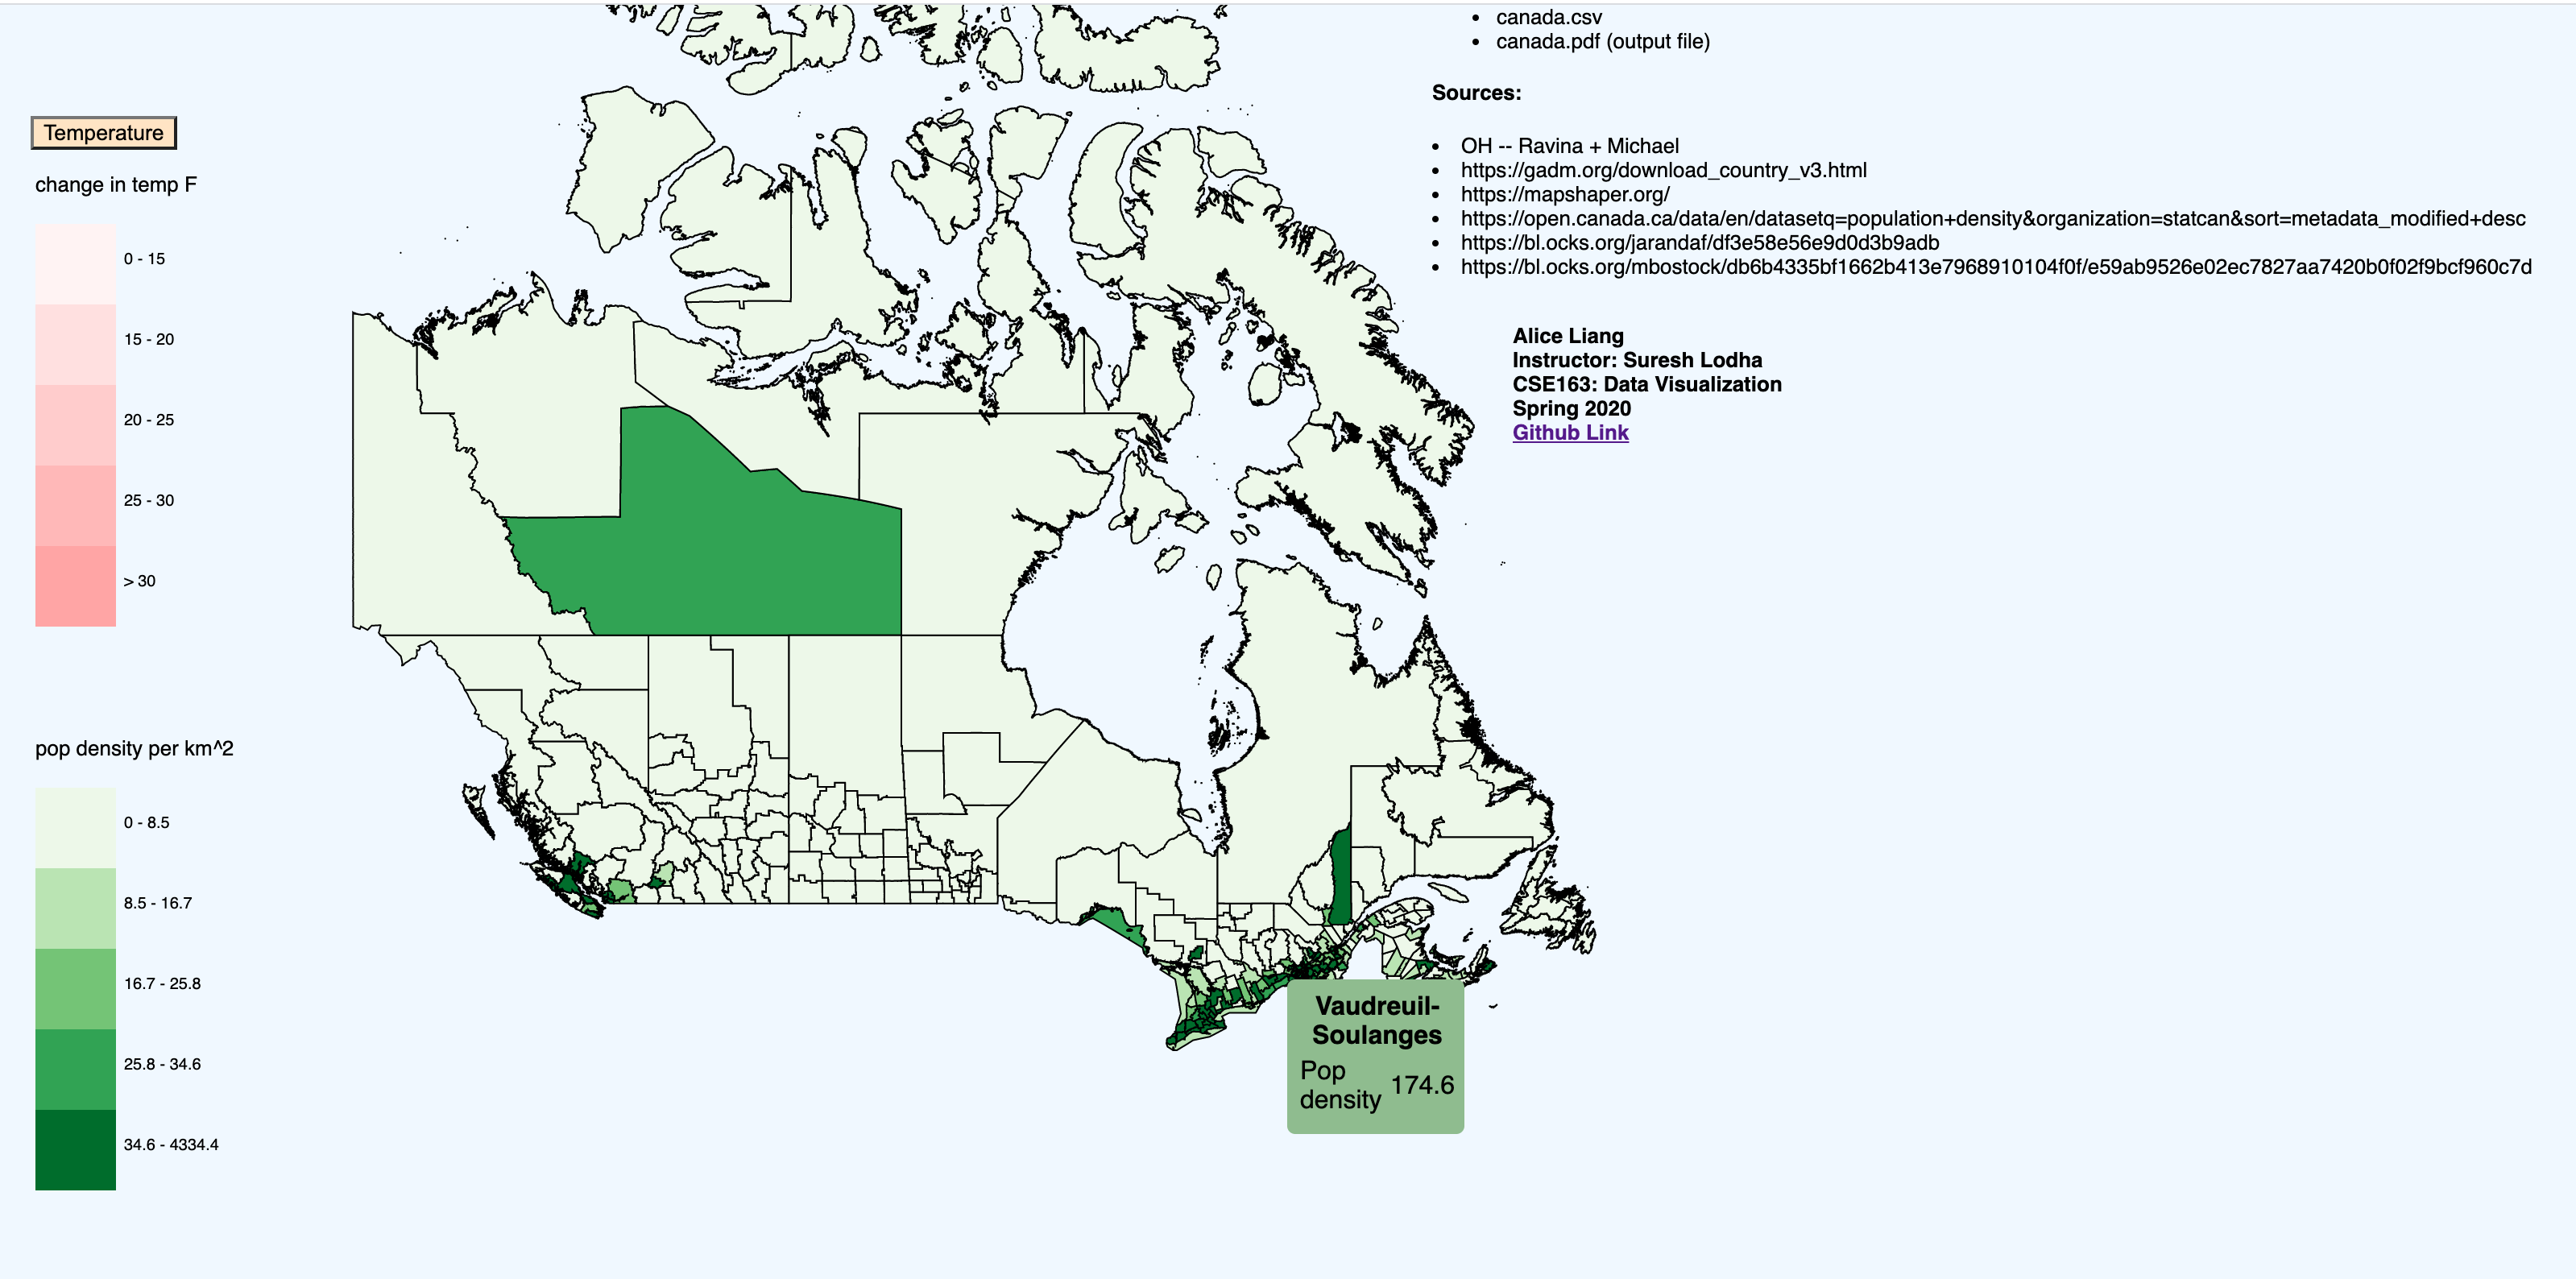 canada.csv
canada.pdf (output file)
Sources:
OH -- Ravina + Michael
https://gadm.org/download_country_v3.html
https://mapshaper.org/
https://open.canada.ca/data/en/datasetq=population+density&organization=statcan&sort=metadata_modified+desc
https://bl.ocks.org/jarandaf/df3e58e56e9d0d3b9adb
https://bl.ocks.org/mbostock/db6b4335bf1662b413e7968910104f0f/e59ab9526e02ec7827aa7420b0f02f9bcf960c7d
Alice Liang
Instructor: Suresh Lodha
CSE163: Data Visualization
Spring 2020
Github Link
Temperature
change in temp F
0 - 15
15 - 20
20 - 25
25 - 30
> 30
pop density per km^2
0 - 8.5
8.5 - 16.7
16.7 - 25.8
25.8 - 34.6
34.6 - 4334.4
Vaudreuil-
Soulanges
Pop
density 174.6